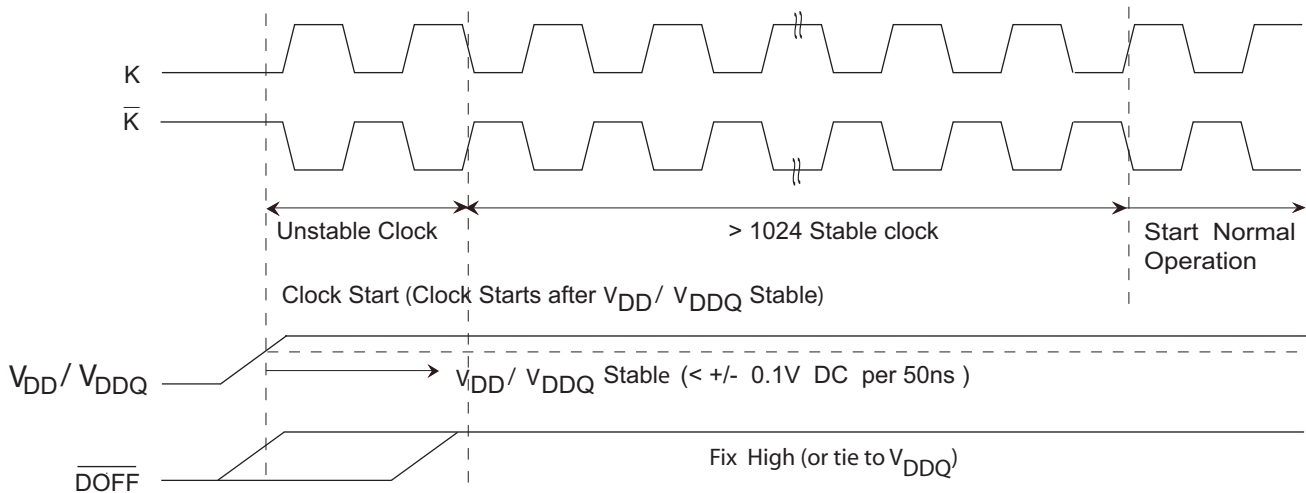 K
K̅
Unstable Clock
> 1024 Stable clock
Start Normal
Operation
Clock Start (Clock Starts after VDD / VDDQ Stable)
VDD / VDDQ
VDD / VDDQ Stable (< +/- 0.1V DC per 50ns )
D̅O̅F̅F̅
Fix High (or tie to VDDQ)